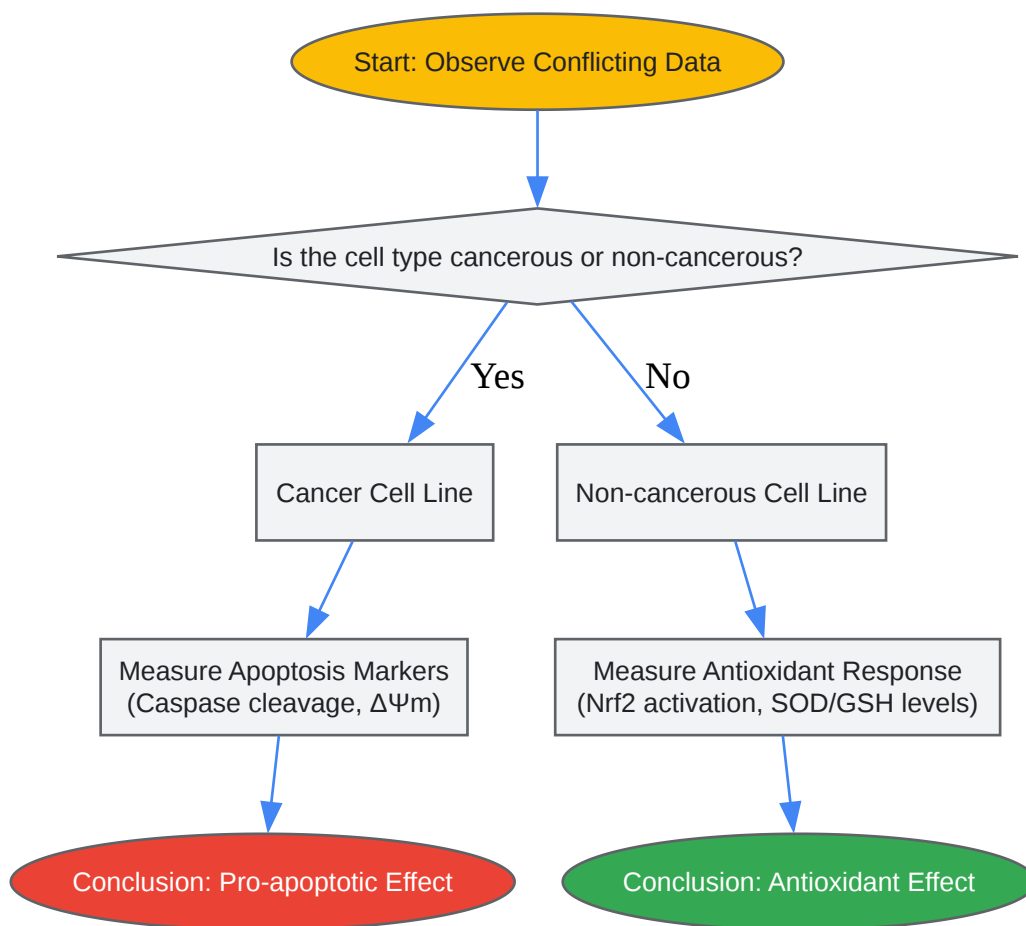 Start: Observe Conflicting Data
Is the cell type cancerous or non-cancerous?
Yes
No
Cancer Cell Line
Non-cancerous Cell Line
Measure Apoptosis Markers
(Caspase cleavage, ΔΨm)
Measure Antioxidant Response
(Nrf2 activation, SOD/GSH levels)
Conclusion: Pro-apoptotic Effect
Conclusion: Antioxidant Effect